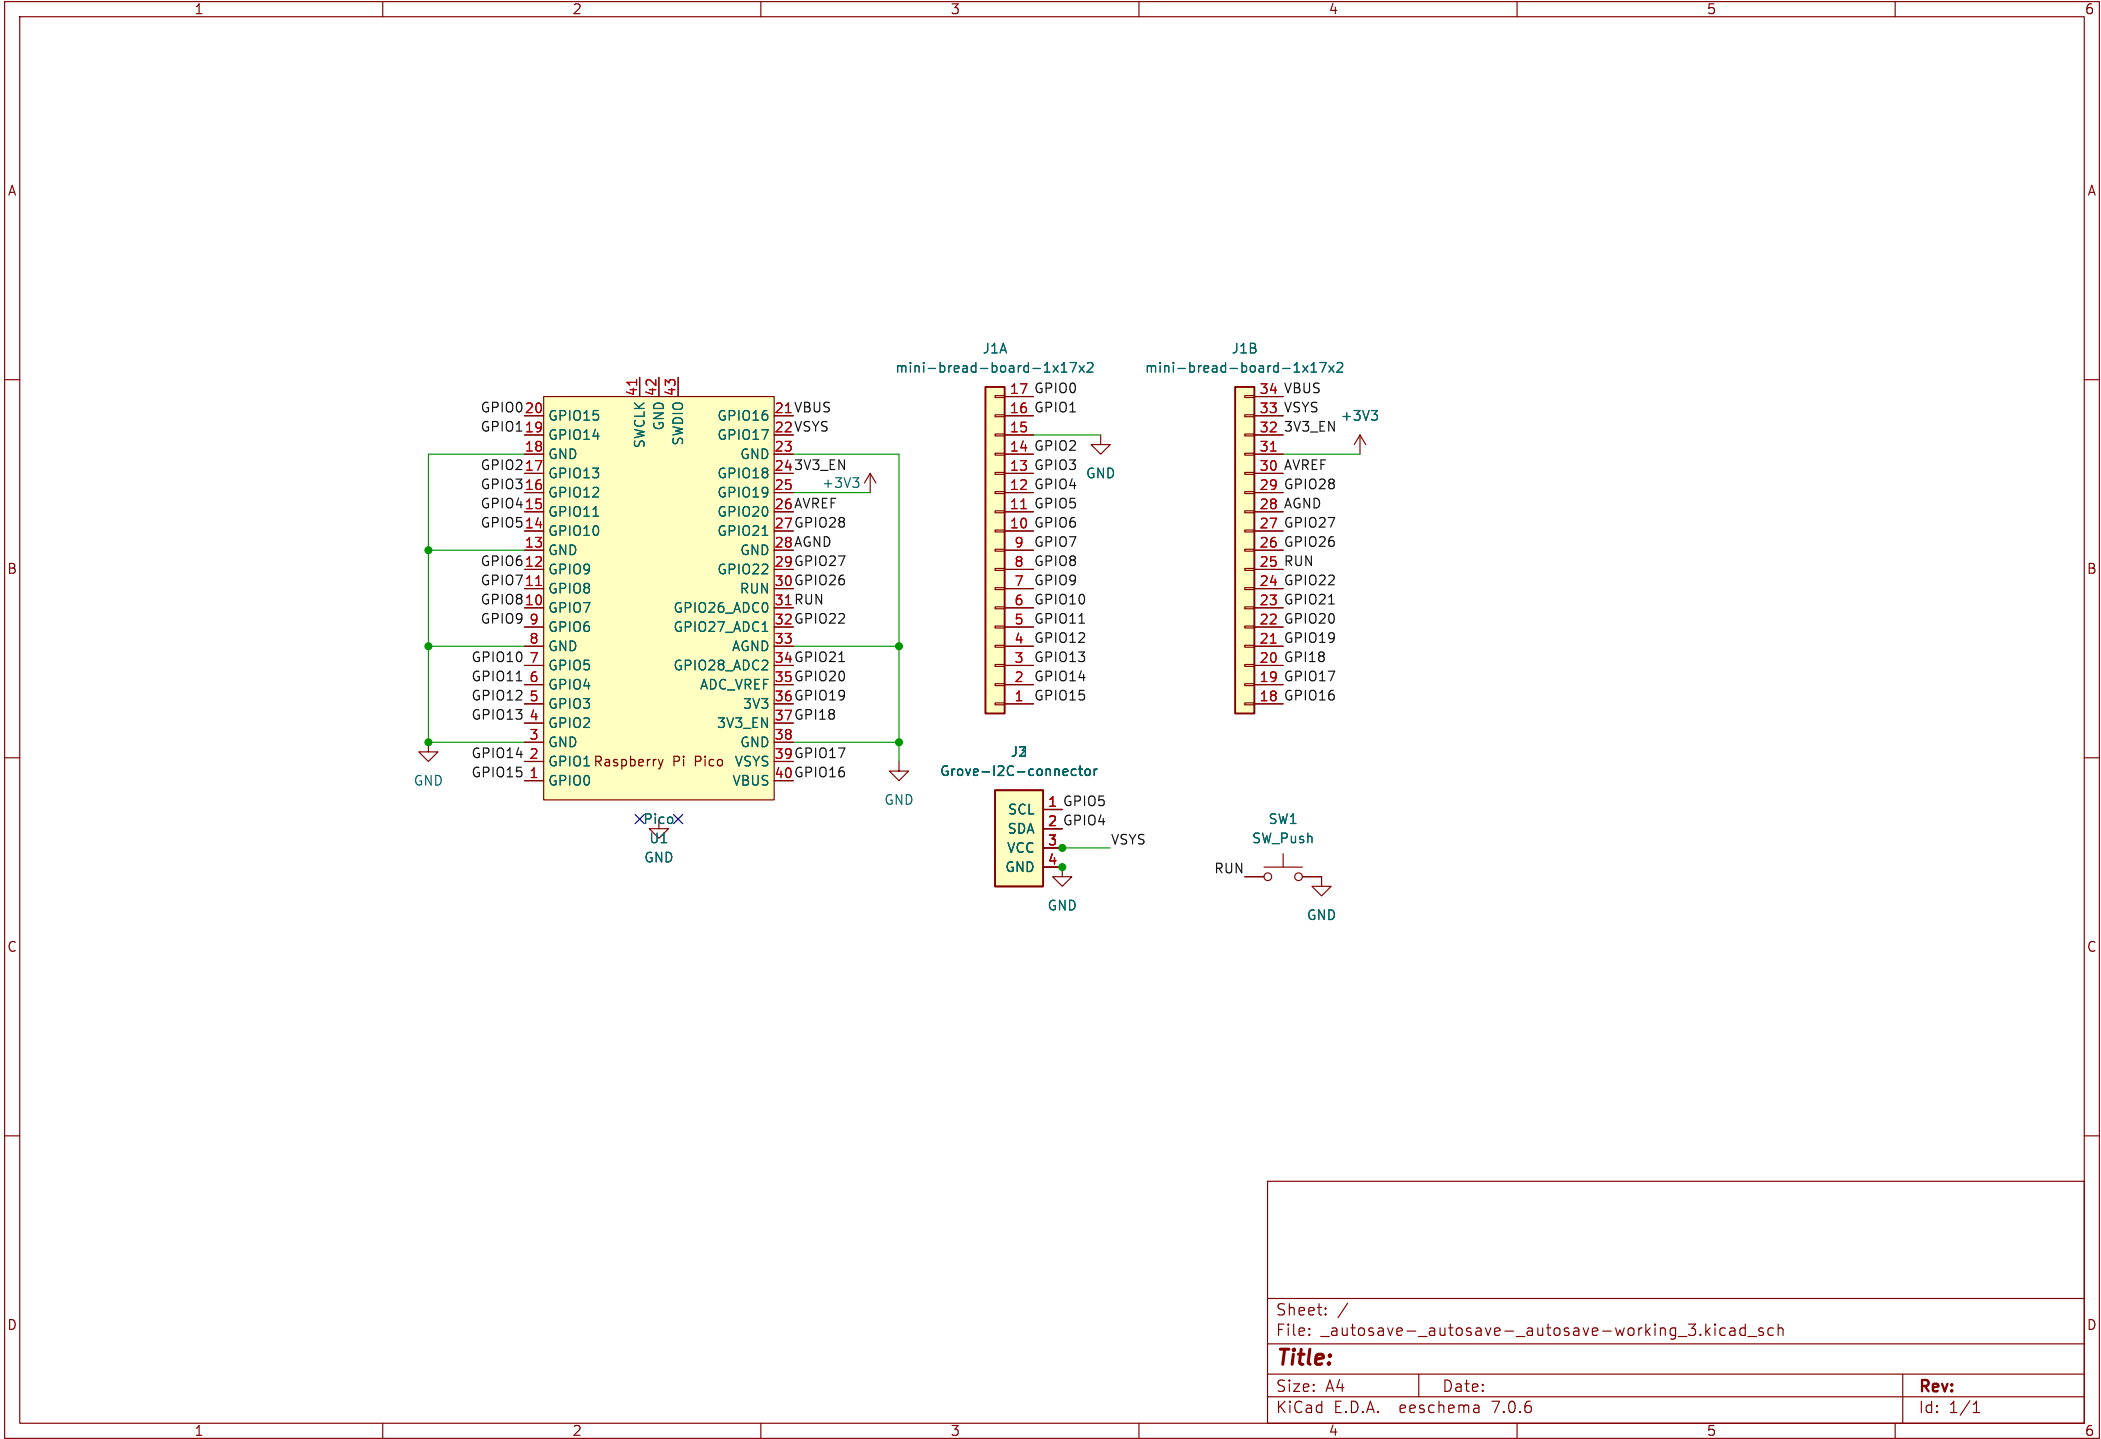 1 2 3 4 5 6
A A
B B
C C
D D
J1A
mini-bread-board-1x17x2
17 GPIO0
16 GPIO1
15
GND
14 GPIO2
13 GPIO3
12 GPIO4
11 GPIO5
10 GPIO6
9 GPIO7
8 GPIO8
7 GPIO9
6 GPIO10
5 GPIO11
4 GPIO12
3 GPIO13
2 GPIO14
1 GPIO15
J1B
mini-bread-board-1x17x2
34 VBUS
33 VSYS
32 3V3_EN
31
+3V3
30 AVREF
29 GPIO28
28 AGND
27 GPIO27
26 GPIO26
25 RUN
24 GPIO22
23 GPIO21
22 GPIO20
21 GPIO19
20 GPI18
19 GPIO17
18 GPIO16
41 42 43
SWCLK
GND
SWDIO
GPIO0 20 GPIO15
GPIO1 19 GPIO14
18 GND
GPIO2 17 GPIO13
GPIO3 16 GPIO12
GPIO4 15 GPIO11
GPIO5 14 GPIO10
13 GND
GPIO6 12 GPIO9
GPIO7 11 GPIO8
GPIO8 10 GPIO7
GPIO9 9 GPIO6
8 GND
GPIO10 7 GPIO5
GPIO11 6 GPIO4
GPIO12 5 GPIO3
GPIO13 4 GPIO2
3 GND
GPIO14 2 GPIO1
GPIO15 1 GPIO0
GND
Raspberry Pi Pico
GPIO16 21 VBUS
GPIO17 22 VSYS
GND 23
GPIO18 24 3V3_EN
GPIO19 25 +3V3
GPIO20 26 AVREF
GPIO21 27 GPIO28
GND 28 AGND
GPIO22 29 GPIO27
RUN 30 GPIO26
GPIO26_ADC0 31 RUN
GPIO27_ADC1 32 GPIO22
AGND 33
GPIO28_ADC2 34 GPIO21
ADC_VREF 35 GPIO20
3V3 36 GPIO19
3V3_EN 37 GPI18
GND 38
VSYS 39 GPIO17
VBUS 40 GPIO16
GND
Pico
U1
GND
Grove-I2C-connector
SCL 1 GPIO5
SDA 2 GPIO4
VCC 3 VSYS
GND 4
GND
SW1
SW_Push
RUN
GND
Sheet: /
File: _autosave-_autosave-_autosave-working_3.kicad_sch
Title:
Size: A4 Date: Rev:
KiCad E.D.A. eeschema 7.0.6 Id: 1/1
1 2 3 4 5 6